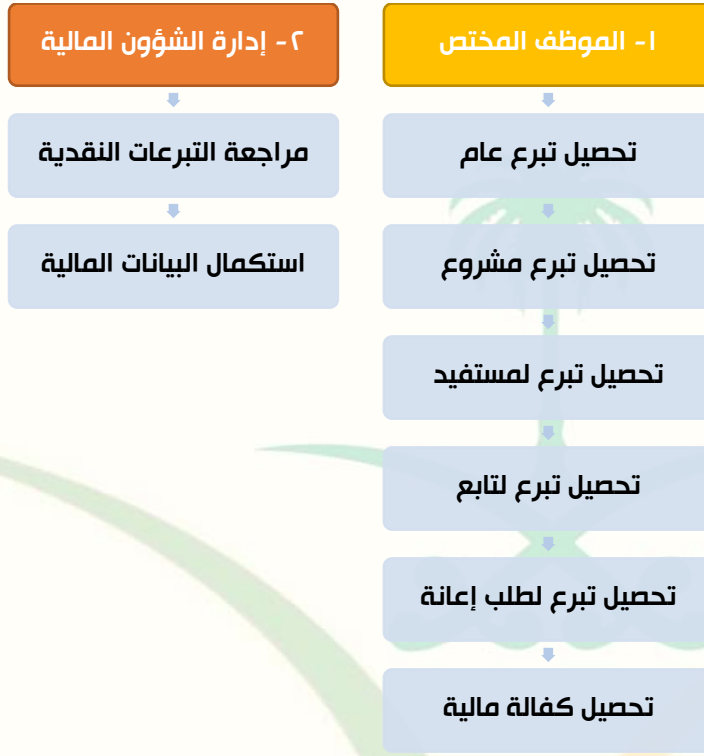 ١- الموظف المختص
تحصيل تبرع عام
تحصيل تبرع مشروع
تحصيل تبرع لمستفيد
تحصيل تبرع لتابع
تحصيل تبرع لطلب إعانة
تحصيل كفالة مالية
٢- إدارة الشؤون المالية
مراجعة التبرعات النقدية
استكمال البيانات المالية